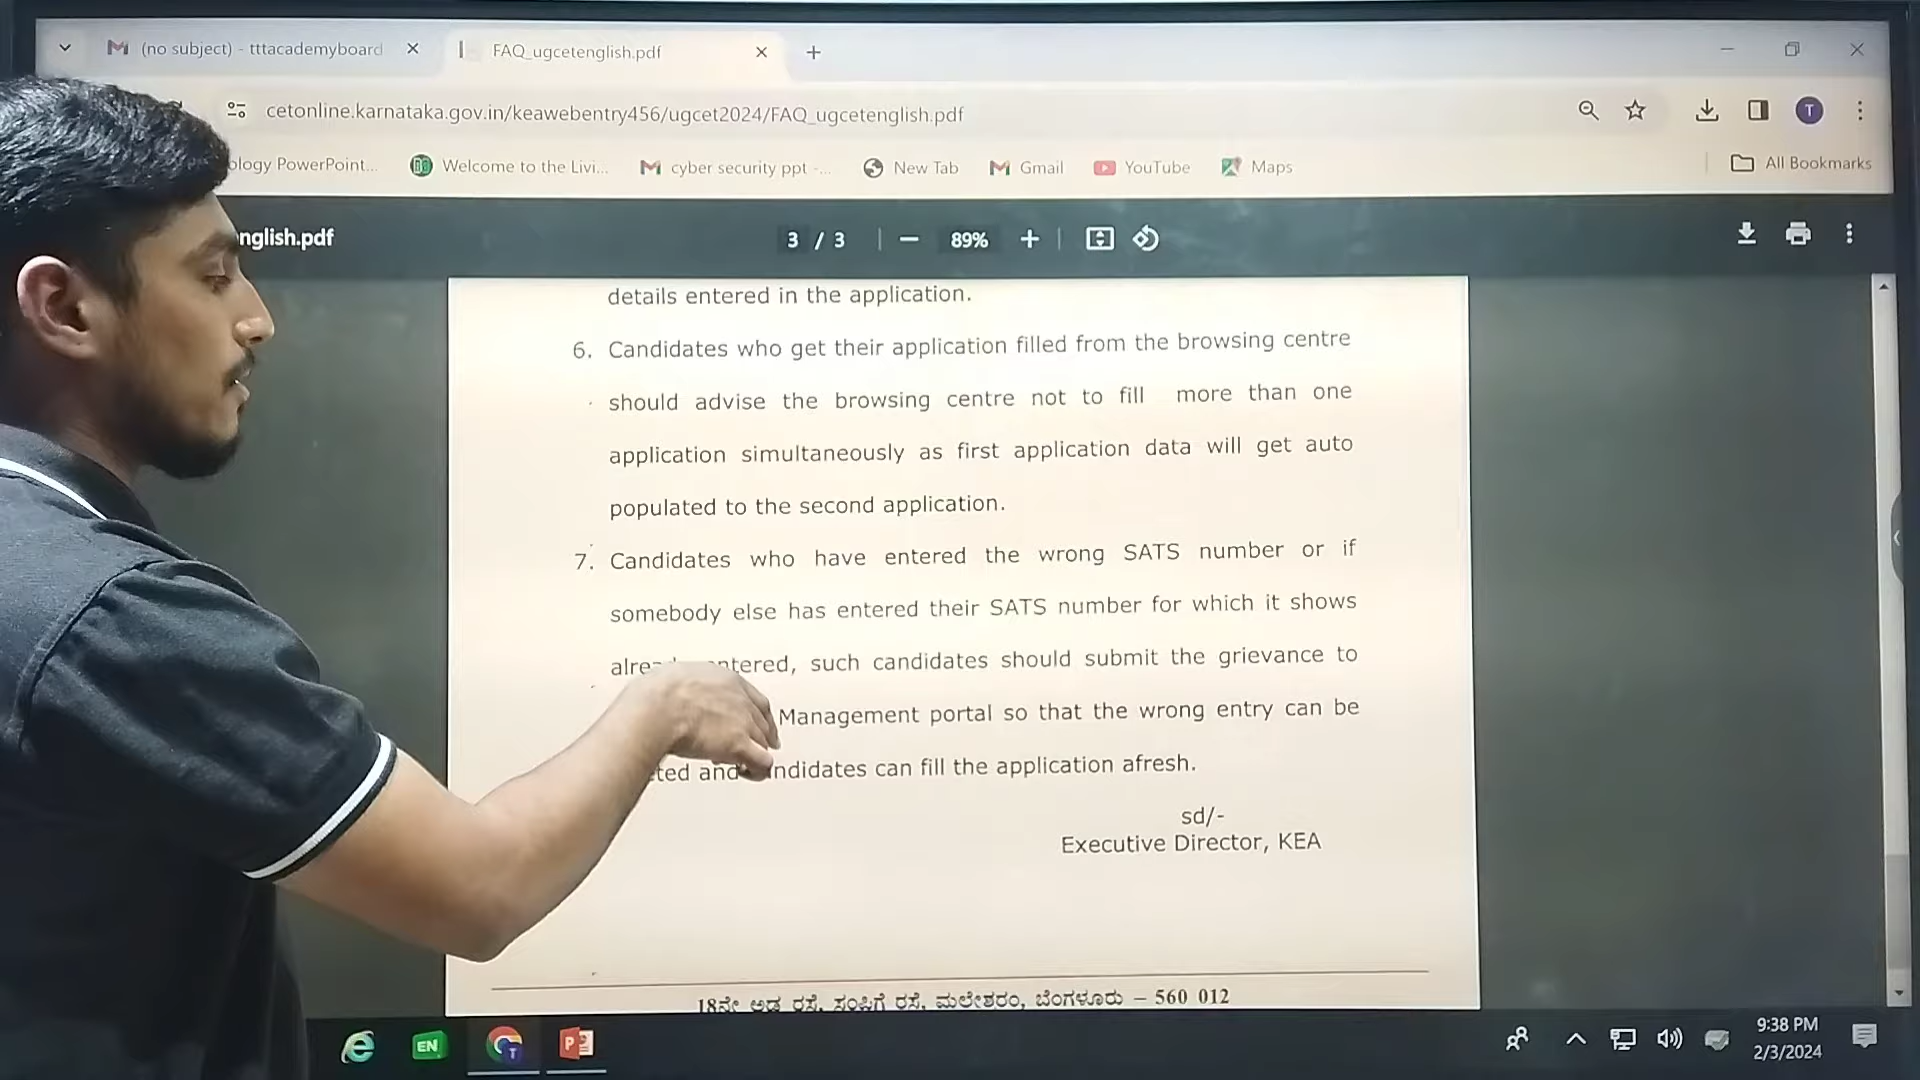 (no subject) - tttacademyboard
FAQ_ugcetenglish.pdf
cetonline.karnataka.gov.in/keawebentry456/ugcet2024/FAQ_ugcetenglish.pdf
T
ology PowerPoint...
Welcome to the Livi...
cyber security ppt -...
New Tab
Gmail
YouTube
Maps
All Bookmarks
nglish.pdf
3 / 3
89%
details entered in the application.
6. Candidates who get their application filled from the browsing centre
should advise the browsing centre not to fill more than one
application simultaneously as first application data will get auto
populated to the second application.
7. Candidates who have entered the wrong SATS number or if
somebody else has entered their SATS number for which it shows
entered, such candidates should submit the grievance to
Management portal so that the wrong entry can be
and candidates can fill the application afresh.
sd/-
Executive Director, KEA
18ನೇ ಬೆಂಗಳೂರು – 560 012
EN
T
9:38 PM
2/3/2024